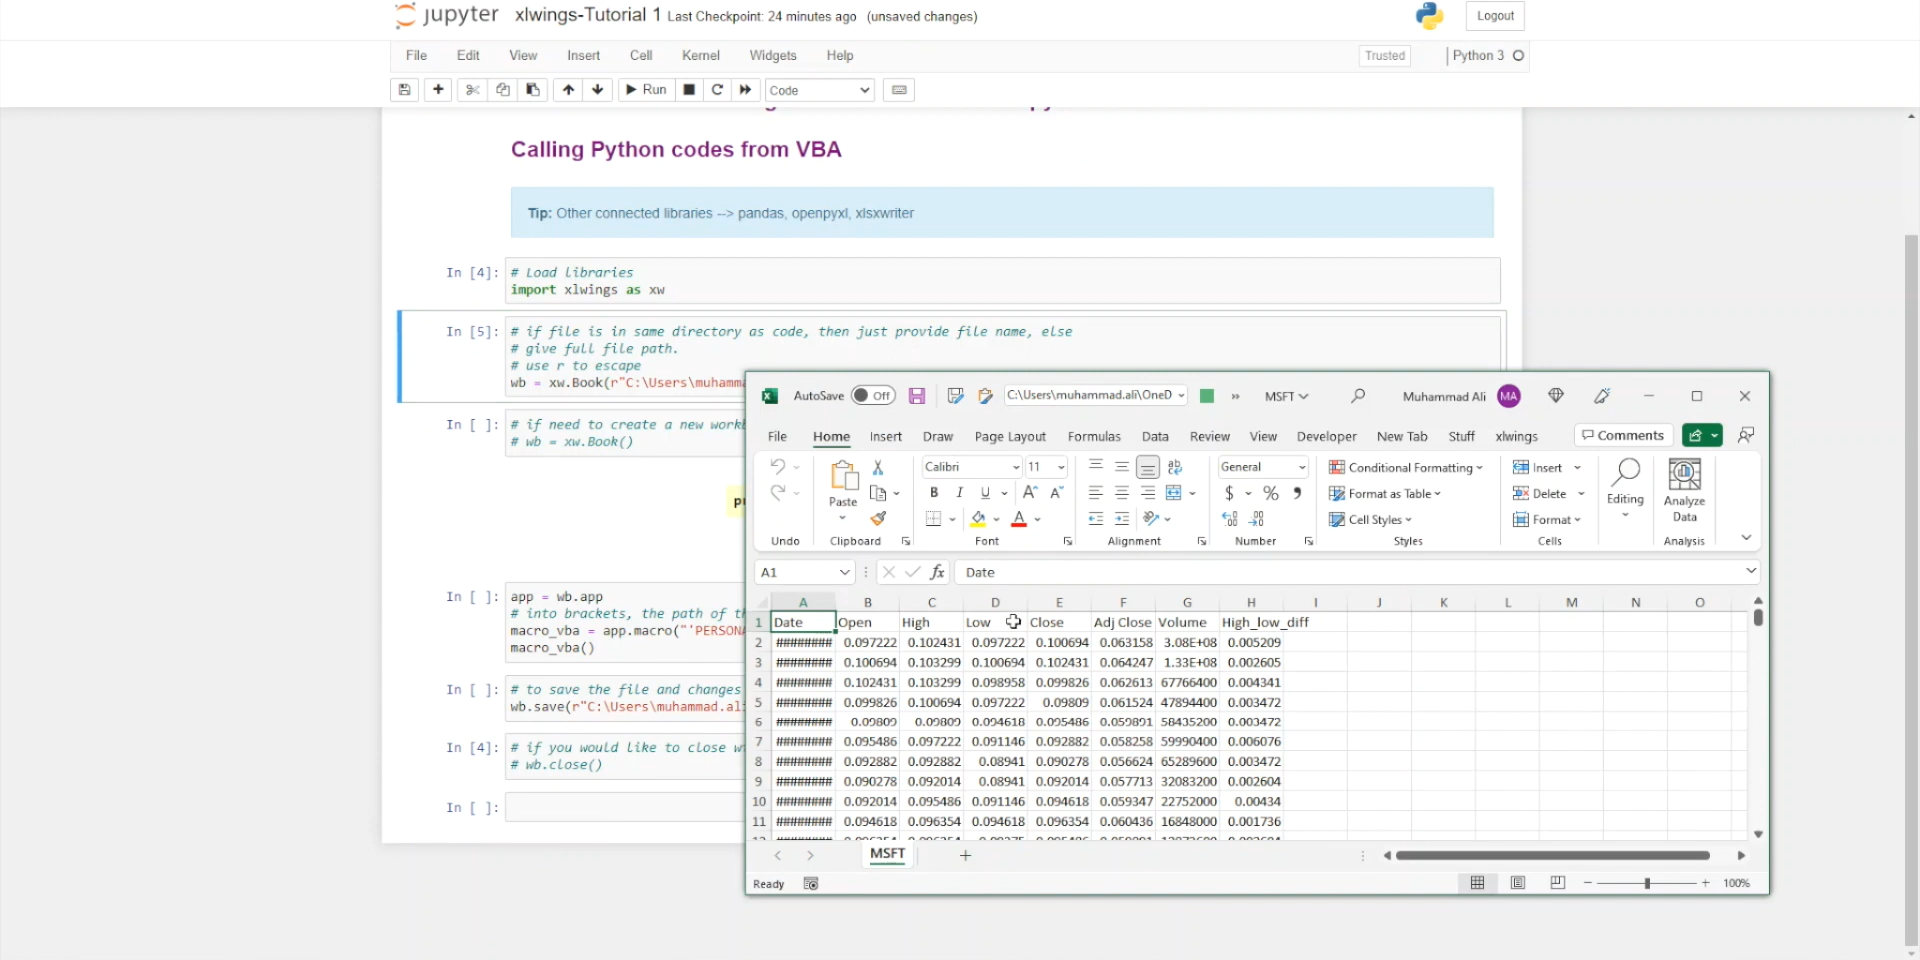 jupyter xlwings-Tutorial 1 Last Checkpoint: 24 minutes ago (unsaved changes)
Logout
File Edit View Insert Cell Kernel Widgets Help
Trusted
Python 3
Run
Code
Calling Python codes from VBA
Tip: Other connected libraries --> pandas, openpyxl, xlsxwriter
In [4]: # Load libraries
import xlwings as xw
In [5]: # if file is in same directory as code, then just provide file name, else
# give full file path.
# use r to escape
wb = xw.Book(r"C:\Users\muhamma
In [ ]: # if need to create a new workb
# wb = xw.Book()
In [ ]: app = wb.app
# into brackets, the path of th
macro_vba = app.macro("'PERSONA
macro_vba()
In [ ]: # to save the file and changes
wb.save(r"C:\Users\muhammad.ali
In [4]: # if you would like to close w
# wb.close()
In [ ]:
AutoSave Off C:\Users\muhammad.ali\OneD » MSFT Muhammad Ali MA
File Home Insert Draw Page Layout Formulas Data Review View Developer New Tab Stuff xlwings Comments
Paste
Calibri 11
B I U
ab
General
$ % ,
Conditional Formatting
Format as Table
Cell Styles
Insert
Delete
Format
Editing
Analyze
Data
Undo Clipboard Font Alignment Number Styles Cells Analysis
A1 fx Date
A B C D E F G H I J K L M N O
1 Date Open High Low Close Adj Close Volume High_low_diff
2 ######## 0.097222 0.102431 0.097222 0.100694 0.063158 3.08E+08 0.005209
3 ######## 0.100694 0.103299 0.100694 0.102431 0.064247 1.33E+08 0.002605
4 ######## 0.102431 0.103299 0.098958 0.099826 0.062613 67766400 0.004341
5 ######## 0.099826 0.100694 0.097222 0.09809 0.061524 47894400 0.003472
6 ######## 0.09809 0.09809 0.094618 0.095486 0.059891 58435200 0.003472
7 ######## 0.095486 0.097222 0.091146 0.092882 0.058258 59990400 0.006076
8 ######## 0.092882 0.092882 0.08941 0.090278 0.056624 65289600 0.003472
9 ######## 0.090278 0.092014 0.08941 0.092014 0.057713 32083200 0.002604
10 ######## 0.092014 0.095486 0.091146 0.094618 0.059347 22752000 0.00434
11 ######## 0.094618 0.096354 0.094618 0.096354 0.060436 16848000 0.001736
MSFT
Ready
100%